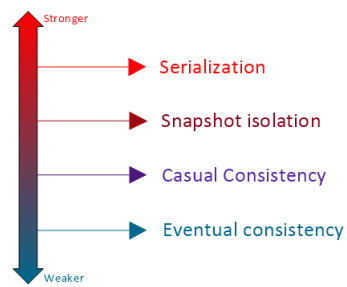 Stronger
Serialization
Snapshot isolation
Casual Consistency
Eventual consistency
Weaker